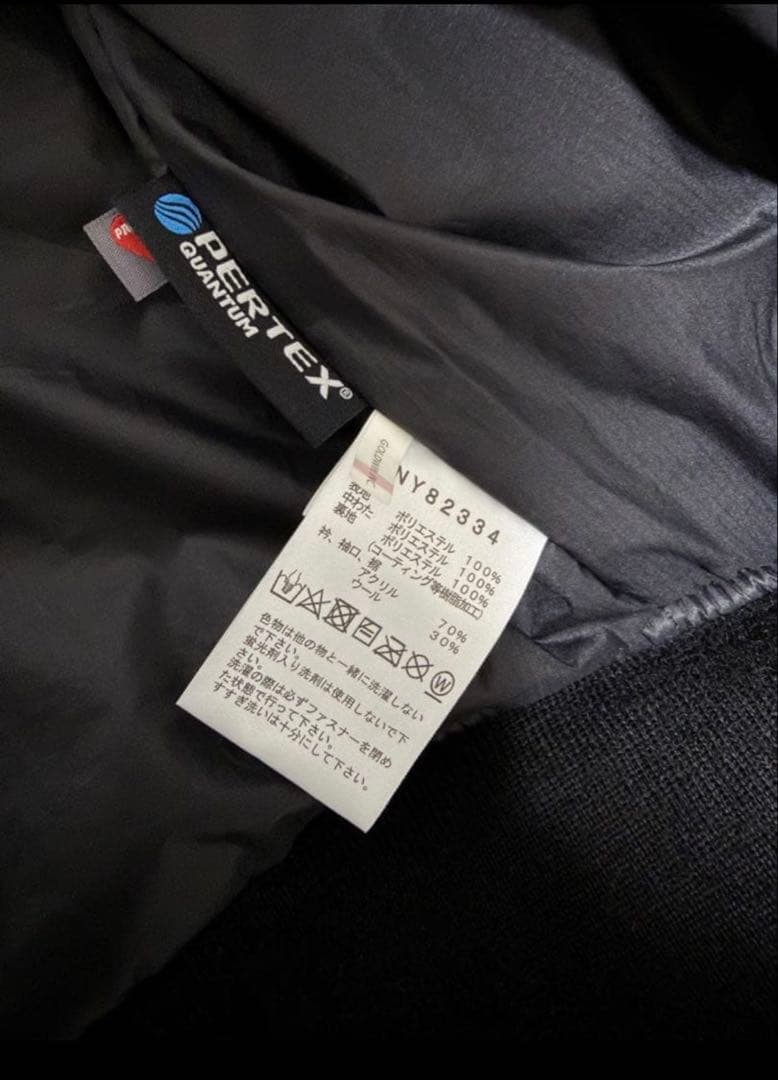 PERTEX®
QUANTUM
GOLDWIN
NY82334
表地 ポリエステル 100%
中わた ポリエステル 100%
裏地 ポリエステル 100%
(コーティング等樹脂加工)
衿、袖口、裾
アクリル 70%
ウール 30%
W
色物は他の物と一緒に洗濯しない
で下さい。
蛍光剤入り洗剤は使用しないで下
さい。
洗濯の際は必ずファスナーを閉め
た状態で行って下さい。
すすぎ洗いは十分にして下さい。